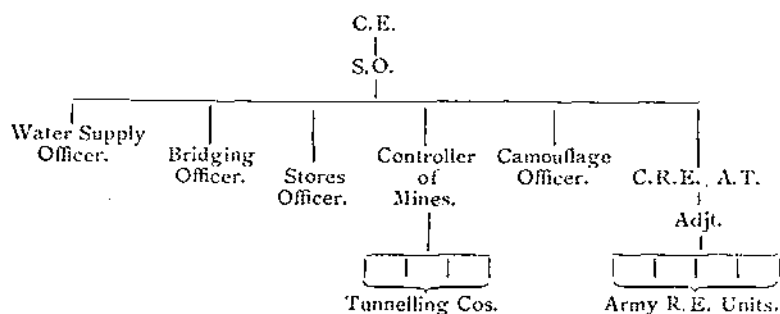 C.E.
S.O.
Water Supply
Officer.
Bridging
Officer.
Stores
Officer.
Controller
of
Mines.
Camouflage
Officer.
C.R.E., A.T.
Adjt.
Tunnelling Cos.
Army R.E. Units.